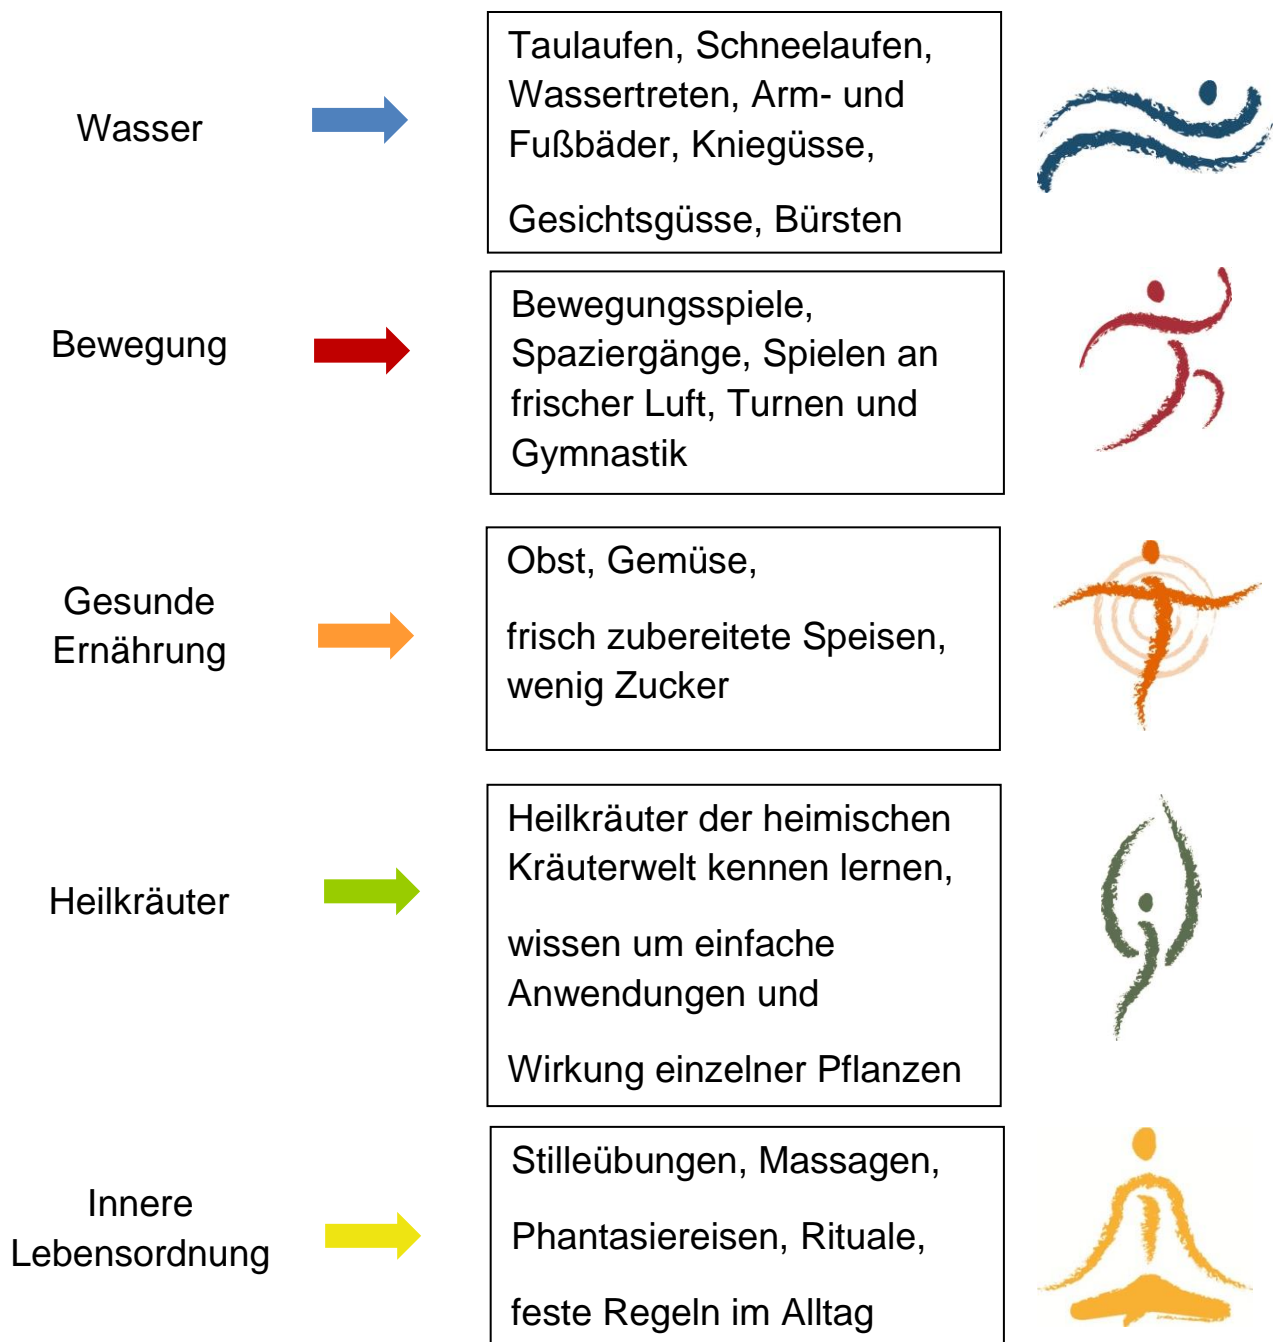 Wasser
Taulaufen, Schneelaufen,
Wassertreten, Arm- und
Fußbäder, Kniegüsse,
Gesichtsgüsse, Bürsten
Bewegung
Bewegungsspiele,
Spaziergänge, Spielen an
frischer Luft, Turnen und
Gymnastik
Gesunde
Ernährung
Obst, Gemüse,
frisch zubereitete Speisen,
wenig Zucker
Heilkräuter
Heilkräuter der heimischen
Kräuterwelt kennen lernen,
wissen um einfache
Anwendungen und
Wirkung einzelner Pflanzen
Innere
Lebensordnung
Stilleübungen, Massagen,
Phantasiereisen, Rituale,
feste Regeln im Alltag